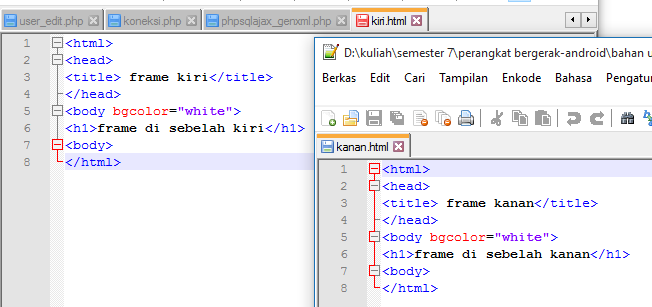 user_edit.php koneksi.php phpsqlajax_genxml.php kiri.html
1 <html>
2 <head>
3 <title> frame kiri</title>
4 </head>
5 <body bgcolor="white">
6 <h1>frame di sebelah kiri</h1>
7 <body>
8 </html>
D:\kuliah\semester 7\perangkat bergerak-android\bahan u
Berkas Edit Cari Tampilan Enkode Bahasa Pengatur
kanan.html
1 <html>
2 <head>
3 <title> frame kanan</title>
4 </head>
5 <body bgcolor="white">
6 <h1>frame di sebelah kanan</h1>
7 <body>
8 </html>